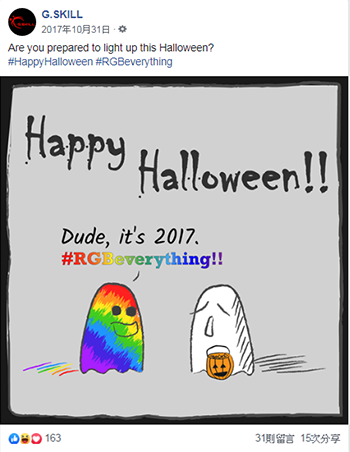 G.SKILL
2017年10月31日 ·
Are you prepared to light up this Halloween?
#HappyHalloween #RGBeverything
Happy
Halloween!!
Dude, it's 2017.
#RGBeverything!!
163
31則留言 15次分享